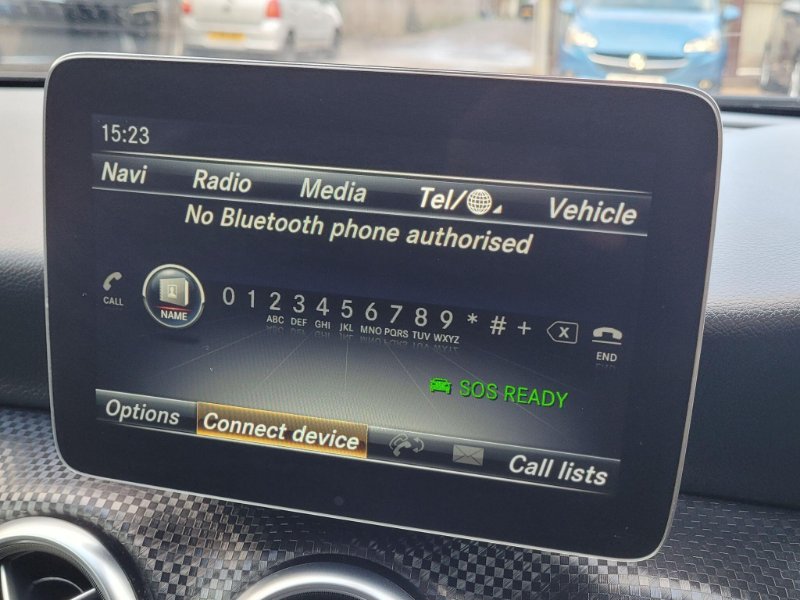 15:23
Navi Radio Media Tel/ Vehicle
No Bluetooth phone authorised
CALL NAME 0 1 2 3 4 5 6 7 8 9 * # + X END
ABC DEF GHI JKL MNO PQRS TUV WXYZ
SOS READY
Options Connect device Call lists